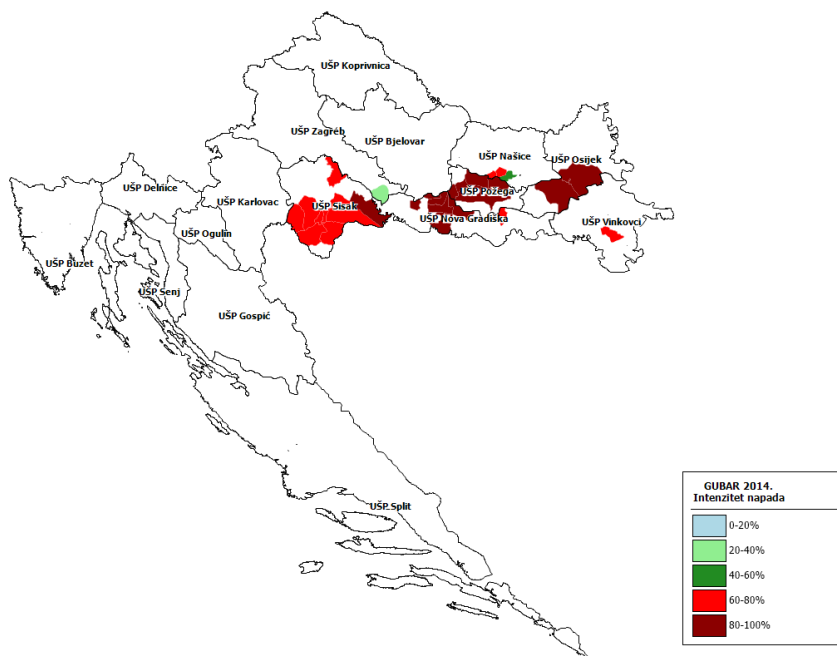 UŠP Koprivnica
UŠP Zagreb
UŠP Bjelovar
UŠP Našice
UŠP Osijek
UŠP Delnice
UŠP Karlovac
UŠP Požega
UŠP Sisak
UŠP Nova Gradiška
UŠP Vinkovci
UŠP Ogulin
UŠP Buzet
UŠP Senj
UŠP Gospić
UŠP Split
GUBAR 2014.
Intenzitet napada
0-20%
20-40%
40-60%
60-80%
80-100%